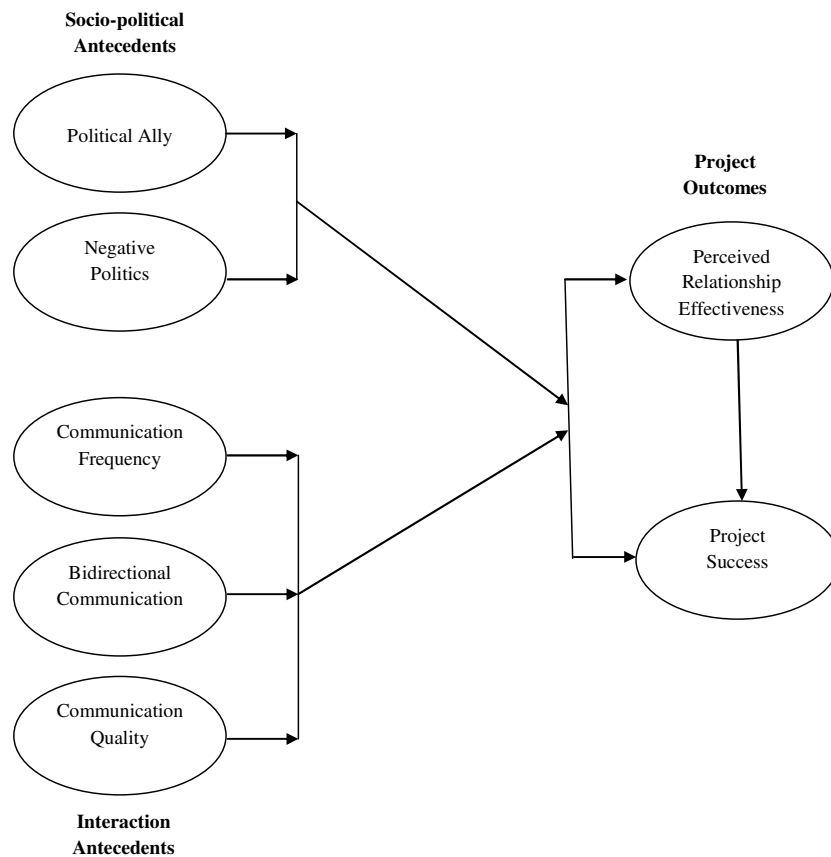 Socio-political
Antecedents
Political Ally
Negative
Politics
Communication
Frequency
Bidirectional
Communication
Communication
Quality
Interaction
Antecedents
Project
Outcomes
Perceived
Relationship
Effectiveness
Project
Success